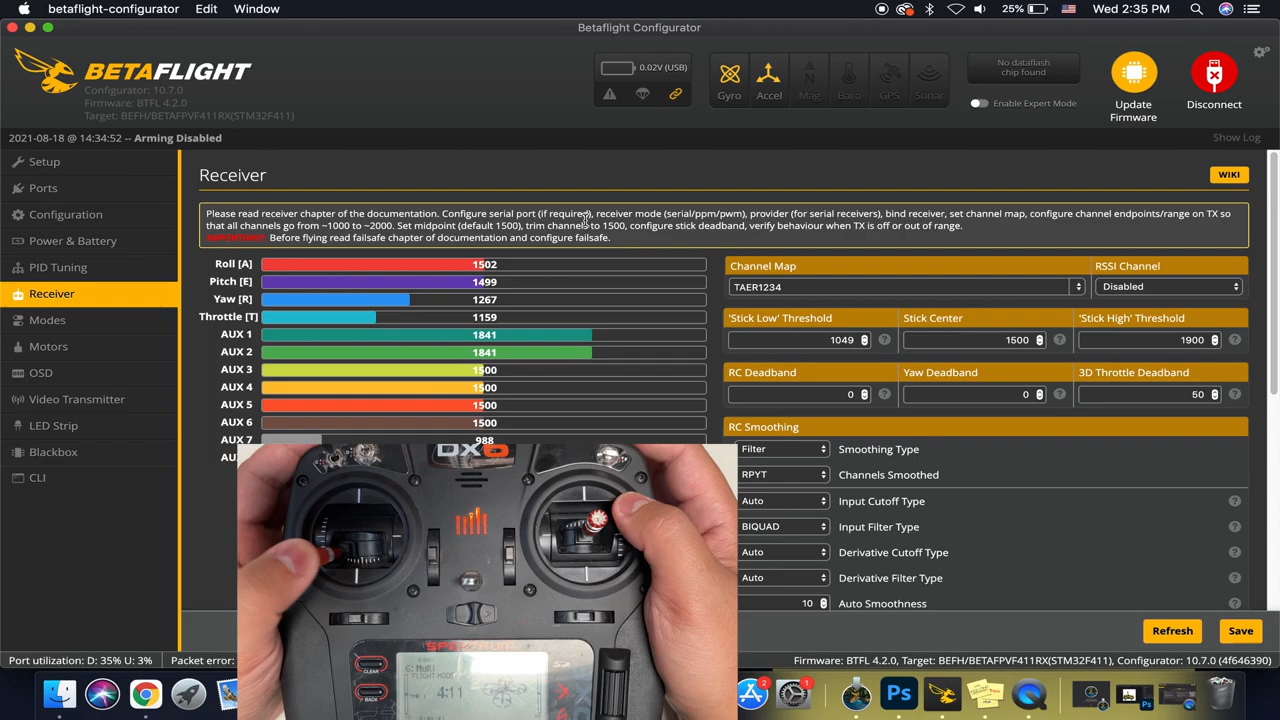 betaflight-configurator Edit Window 25% Wed 2:35 PM
Betaflight Configurator
BETAFLIGHT
Configurator: 10.7.0
Firmware: BTFL 4.2.0
Target: BEFH/BETAFPVF411RX(STM32F411)
0.02V (USB)
Gyro Accel Mag Baro GPS Sonar
No dataflash
chip found
Enable Expert Mode
Update
Firmware
Disconnect
2021-08-18 @ 14:34:52 -- Arming Disabled
Show Log
Setup
Ports
Configuration
Power & Battery
PID Tuning
Receiver
Modes
Motors
OSD
Video Transmitter
LED Strip
Blackbox
CLI
Receiver
WIKI
Please read receiver chapter of the documentation. Configure serial port (if required), receiver mode (serial/ppm/pwm), provider (for serial receivers), bind receiver, set channel map, configure channel endpoints/range on TX so
that all channels go from ~1000 to ~2000. Set midpoint (default 1500), trim channels to 1500, configure stick deadband, verify behaviour when TX is off or out of range.
IMPORTANT: Before flying read failsafe chapter of documentation and configure failsafe.
Roll [A] 1502
Pitch [E] 1499
Yaw [R] 1267
Throttle [T] 1159
AUX 1 1841
AUX 2 1841
AUX 3 1500
AUX 4 1500
AUX 5 1500
AUX 6 1500
AUX 7 988
Channel Map RSSI Channel
TAER1234 Disabled
'Stick Low' Threshold Stick Center 'Stick High' Threshold
1049 1500 1900
RC Deadband Yaw Deadband 3D Throttle Deadband
0 0 50
RC Smoothing
Filter Smoothing Type
RPYT Channels Smoothed
Auto Input Cutoff Type
BIQUAD Input Filter Type
Auto Derivative Cutoff Type
Auto Derivative Filter Type
10 Auto Smoothness
DX6
CLEAR
BACK
FLIGHT MODE
4:11
Refresh Save
Port utilization: D: 35% U: 3% Packet error:
Firmware: BTFL 4.2.0, Target: BEFH/BETAFPVF411RX(STM32F411), Configurator: 10.7.0 (4f646390)
2
1
Ps